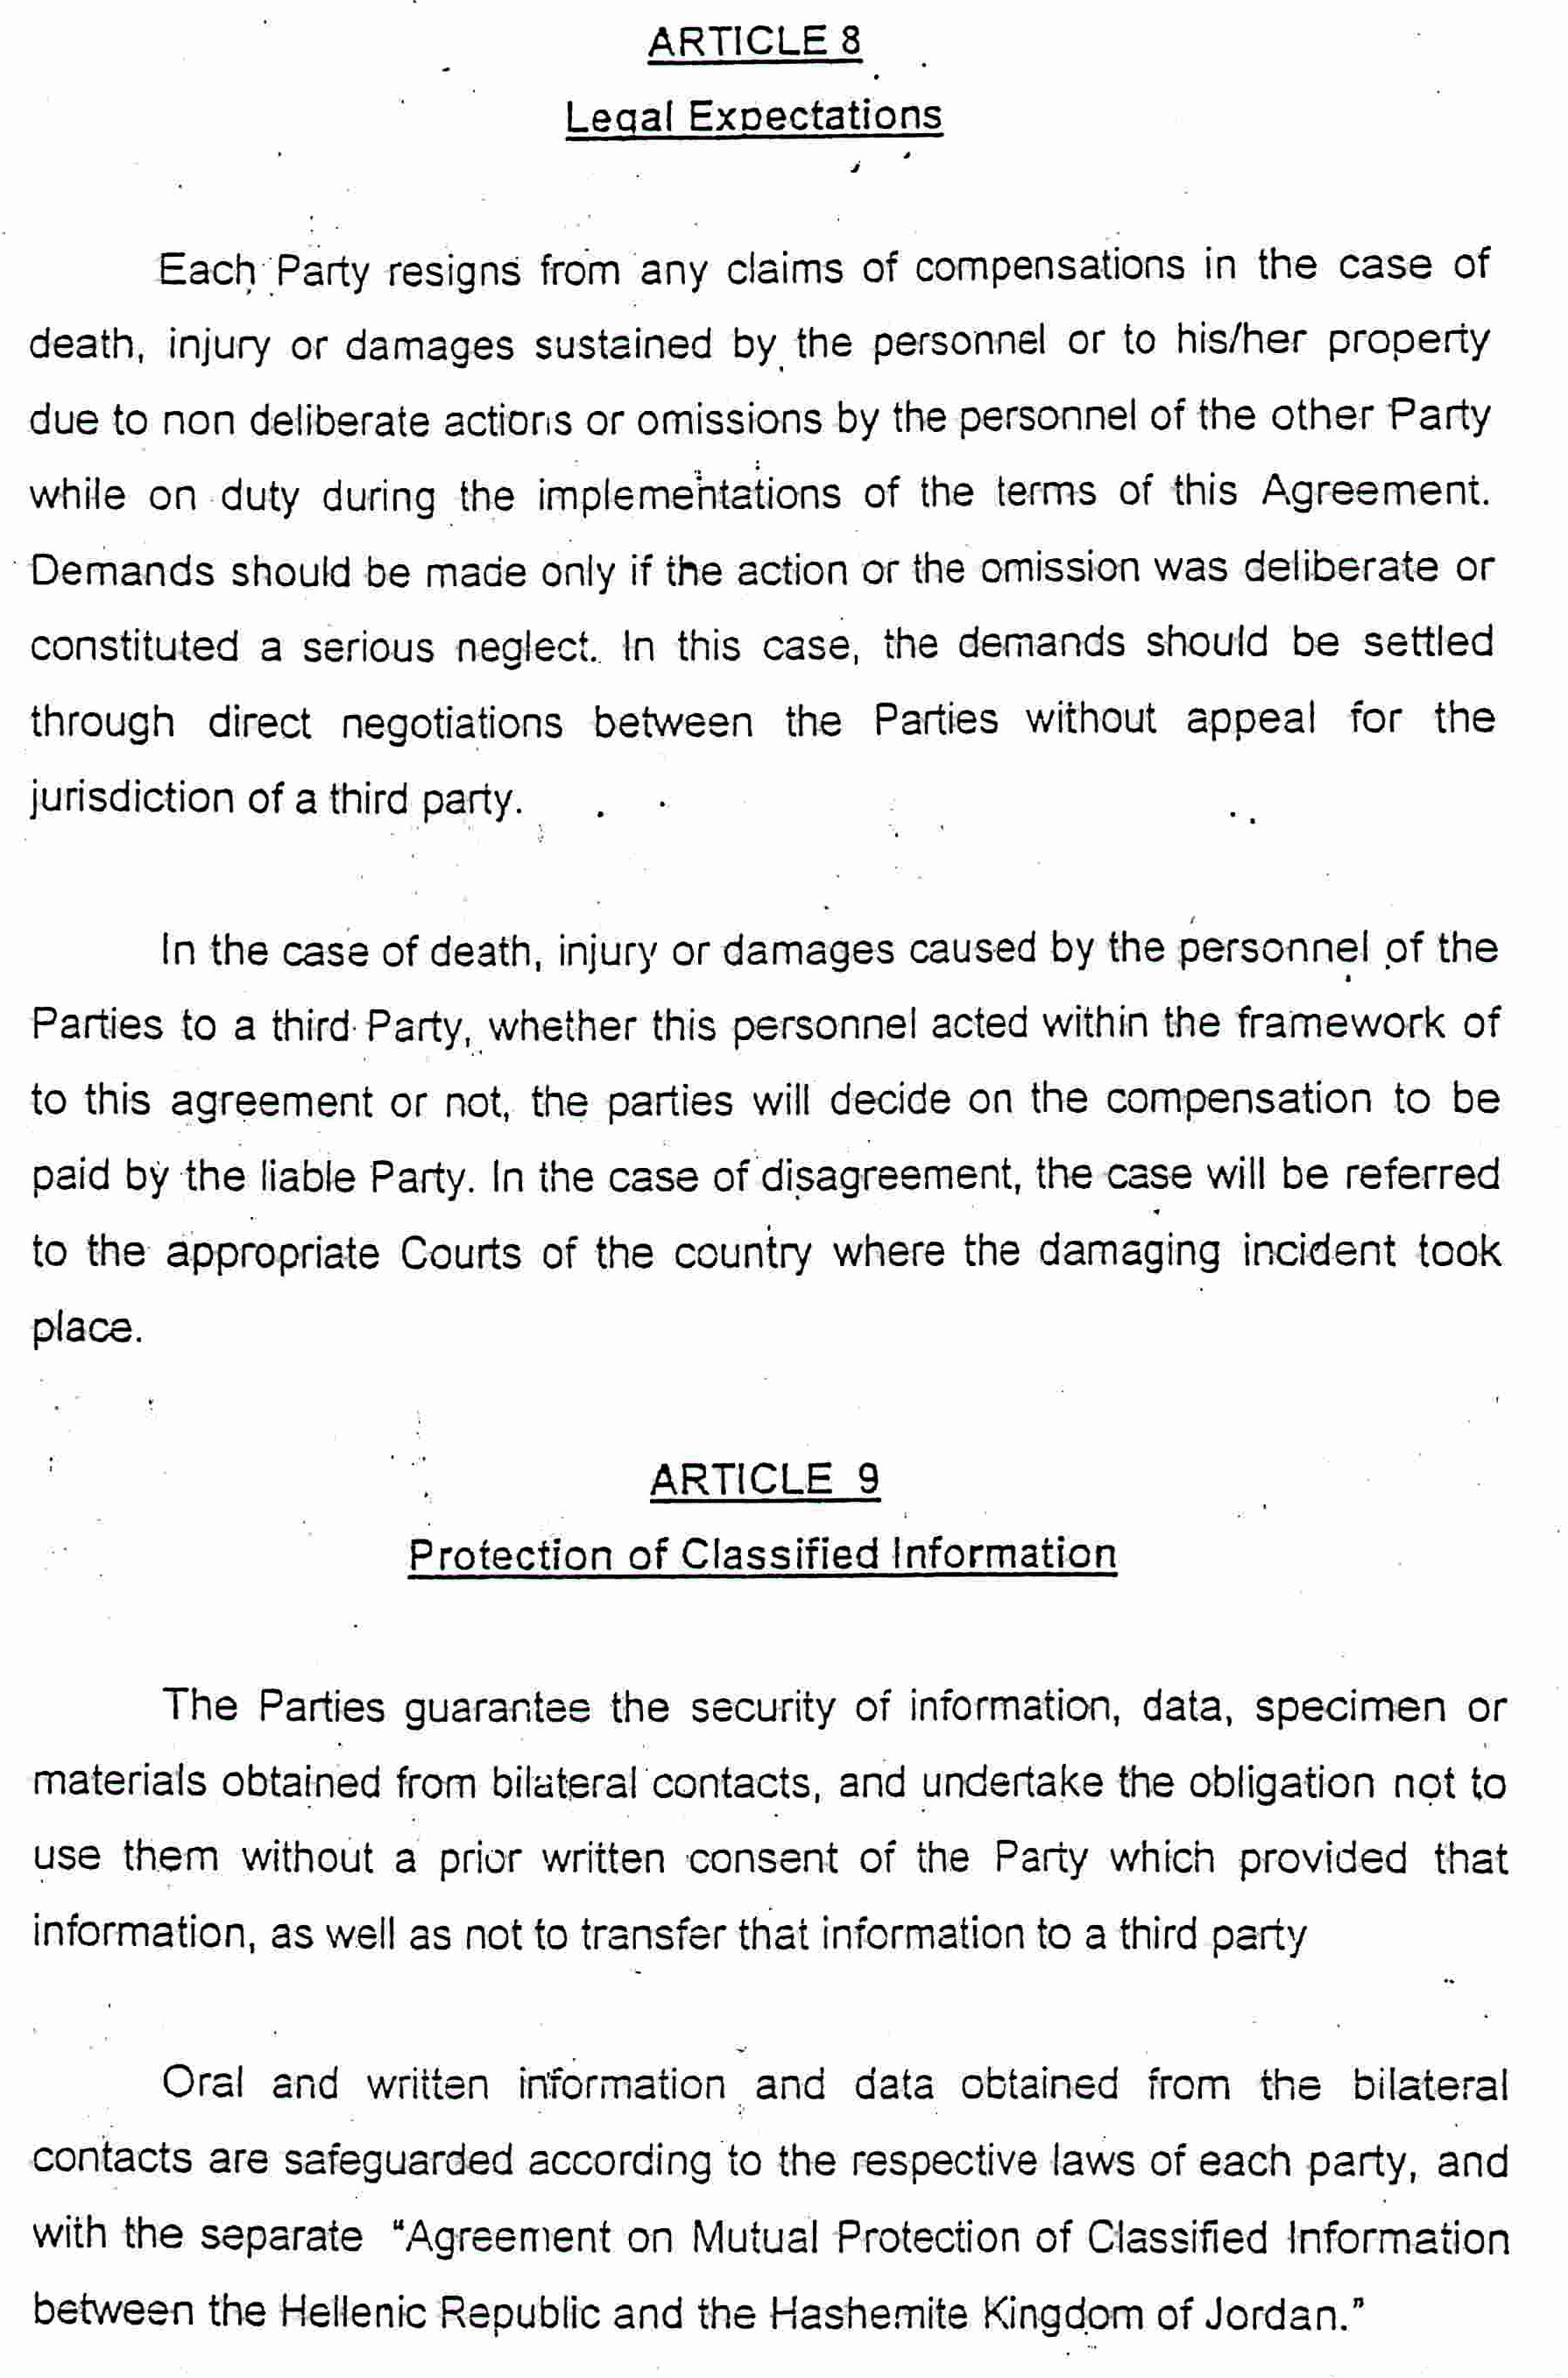 ARTICLE 8
Legal Expectations
Each Party resigns from any claims of compensations in the case of
death, injury or damages sustained by the personnel or to his/her property
due to non deliberate actions or omissions by the personnel of the other Party
while on duty during the implementations of the terms of this Agreement.
Demands should be made only if the action or the omission was deliberate or
constituted a serious neglect. In this case, the demands should be settled
through direct negotiations between the Parties without appeal for the
jurisdiction of a third party.
In the case of death, injury or damages caused by the personnel of the
Parties to a third Party, whether this personnel acted within the framework of
to this agreement or not, the parties will decide on the compensation to be
paid by the liable Party. In the case of disagreement, the case will be referred
to the appropriate Courts of the country where the damaging incident took
place.
ARTICLE 9
Protection of Classified Information
The Parties guarantee the security of information, data, specimen or
materials obtained from bilateral contacts, and undertake the obligation not to
use them without a prior written consent of the Party which provided that
information, as well as not to transfer that information to a third party
Oral and written information and data obtained from the bilateral
contacts are safeguarded according to the respective laws of each party, and
with the separate “Agreement on Mutual Protection of Classified Information
between the Hellenic Republic and the Hashemite Kingdom of Jordan.”